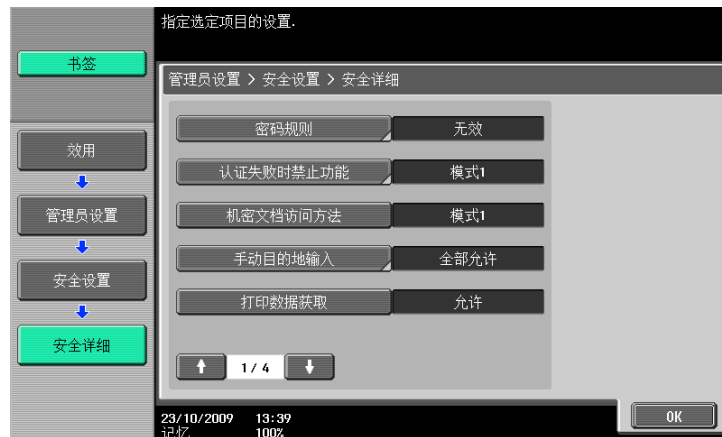 指定选定项目的设置.
书签
管理员设置 > 安全设置 > 安全详细
效用
管理员设置
安全设置
安全详细
密码规则 无效
认证失败时禁止功能 模式1
机密文档访问方法 模式1
手动目的地输入 全部允许
打印数据获取 允许
1/4
OK
23/10/2009 13:39
记忆 100%